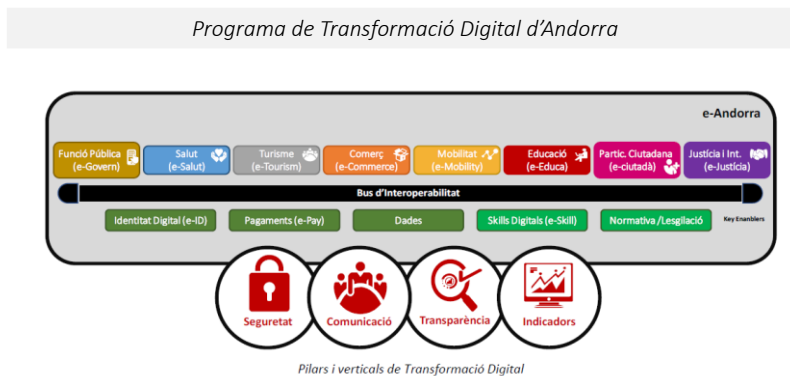 Programa de Transformació Digital d'Andorra
e-Andorra
Funció Pública
(e-Govern)
Salut
(e-Salut)
Turisme
(e-Tourism)
Comerç
(e-Commerce)
Mobilitat
(e-Mobility)
Educació
(e-Educa)
Partic. Ciutadana
(e-ciutadà)
Justícia i Int.
(e-Justícia)
Bus d'Interoperabilitat
Identitat Digital (e-ID)
Pagaments (e-Pay)
Dades
Skills Digitals (e-Skill)
Normativa /Lesgilació
Key Enanblers
Seguretat
Comunicació
Transparència
Indicadors
Pilars i verticals de Transformació Digital